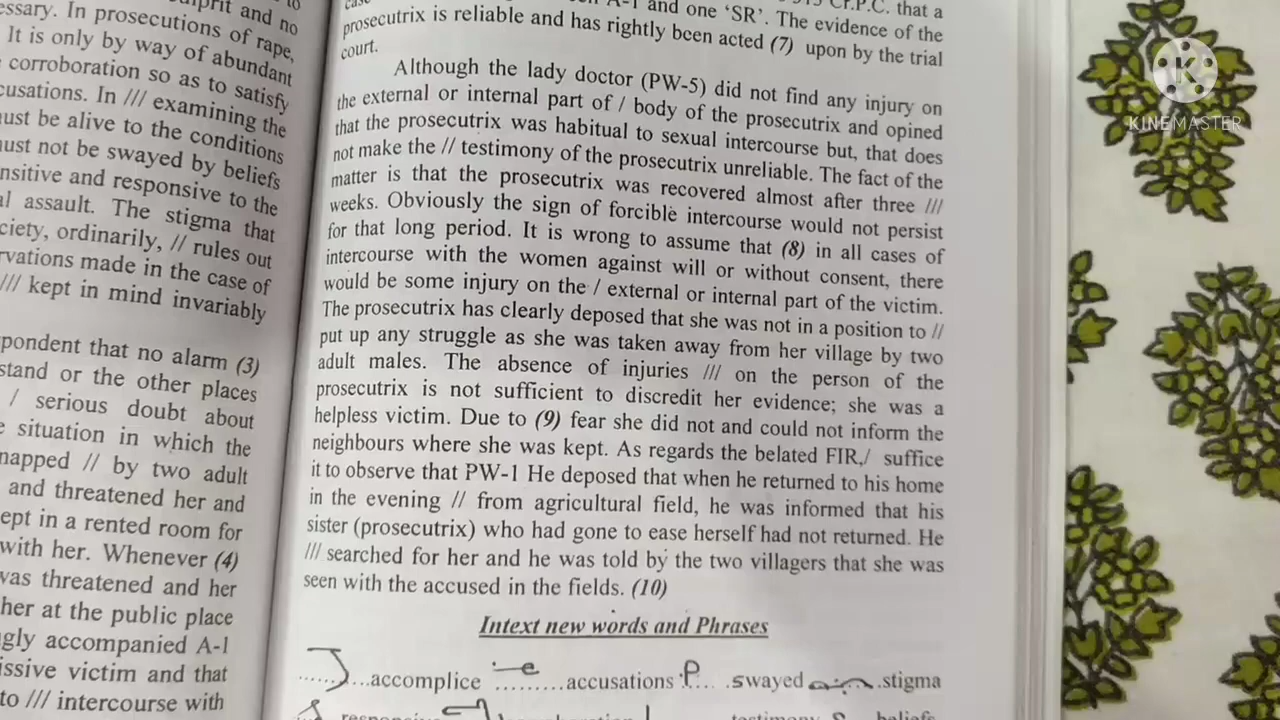 to
ulprit and no
essary. In prosecutions of rape,
It is only by way of abundant
corroboration so as to satisfy
cusations. In /// examining the
ust be alive to the conditions
ust not be swayed by beliefs
nsitive and responsive to the
al assault. The stigma that
ciety, ordinarily, // rules out
rvations made in the case of
/// kept in mind invariably
pondent that no alarm (3)
stand or the other places
/ serious doubt about
e situation in which the
napped // by two adult
and threatened her and
ept in a rented room for
with her. Whenever (4)
was threatened and her
her at the public place
ngly accompanied A-1
issive victim and that
to /// intercourse with
case A-1 and one ‘SR’. The evidence of the
Cr.P.C. that a
prosecutrix is reliable and has rightly been acted (7) upon by the trial
court.
Although the lady doctor (PW-5) did not find any injury on
the external or internal part of / body of the prosecutrix and opined
that the prosecutrix was habitual to sexual intercourse but, that does
not make the // testimony of the prosecutrix unreliable. The fact of the
matter is that the prosecutrix was recovered almost after three ///
weeks. Obviously the sign of forcible intercourse would not persist
for that long period. It is wrong to assume that (8) in all cases of
intercourse with the women against will or without consent, there
would be some injury on the / external or internal part of the victim.
The prosecutrix has clearly deposed that she was not in a position to //
put up any struggle as she was taken away from her village by two
adult males. The absence of injuries /// on the person of the
prosecutrix is not sufficient to discredit her evidence; she was a
helpless victim. Due to (9) fear she did not and could not inform the
neighbours where she was kept. As regards the belated FIR,/ suffice
it to observe that PW-1 He deposed that when he returned to his home
in the evening // from agricultural field, he was informed that his
sister (prosecutrix) who had gone to ease herself had not returned. He
/// searched for her and he was told by the two villagers that she was
seen with the accused in the fields. (10)
Intext new words and Phrases
......accomplice .........accusations .... swayed .stigma
testimony beliefs
K
KINEMASTER